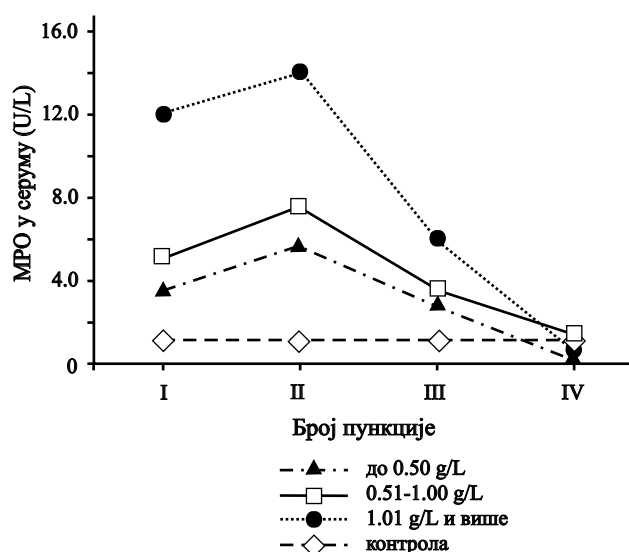 МРО у серуму (U/L)
16.0
12.0
8.0
4.0
0
I II III IV
Број пункције
до 0.50 g/L
0.51-1.00 g/L
1.01 g/L и више
контрола